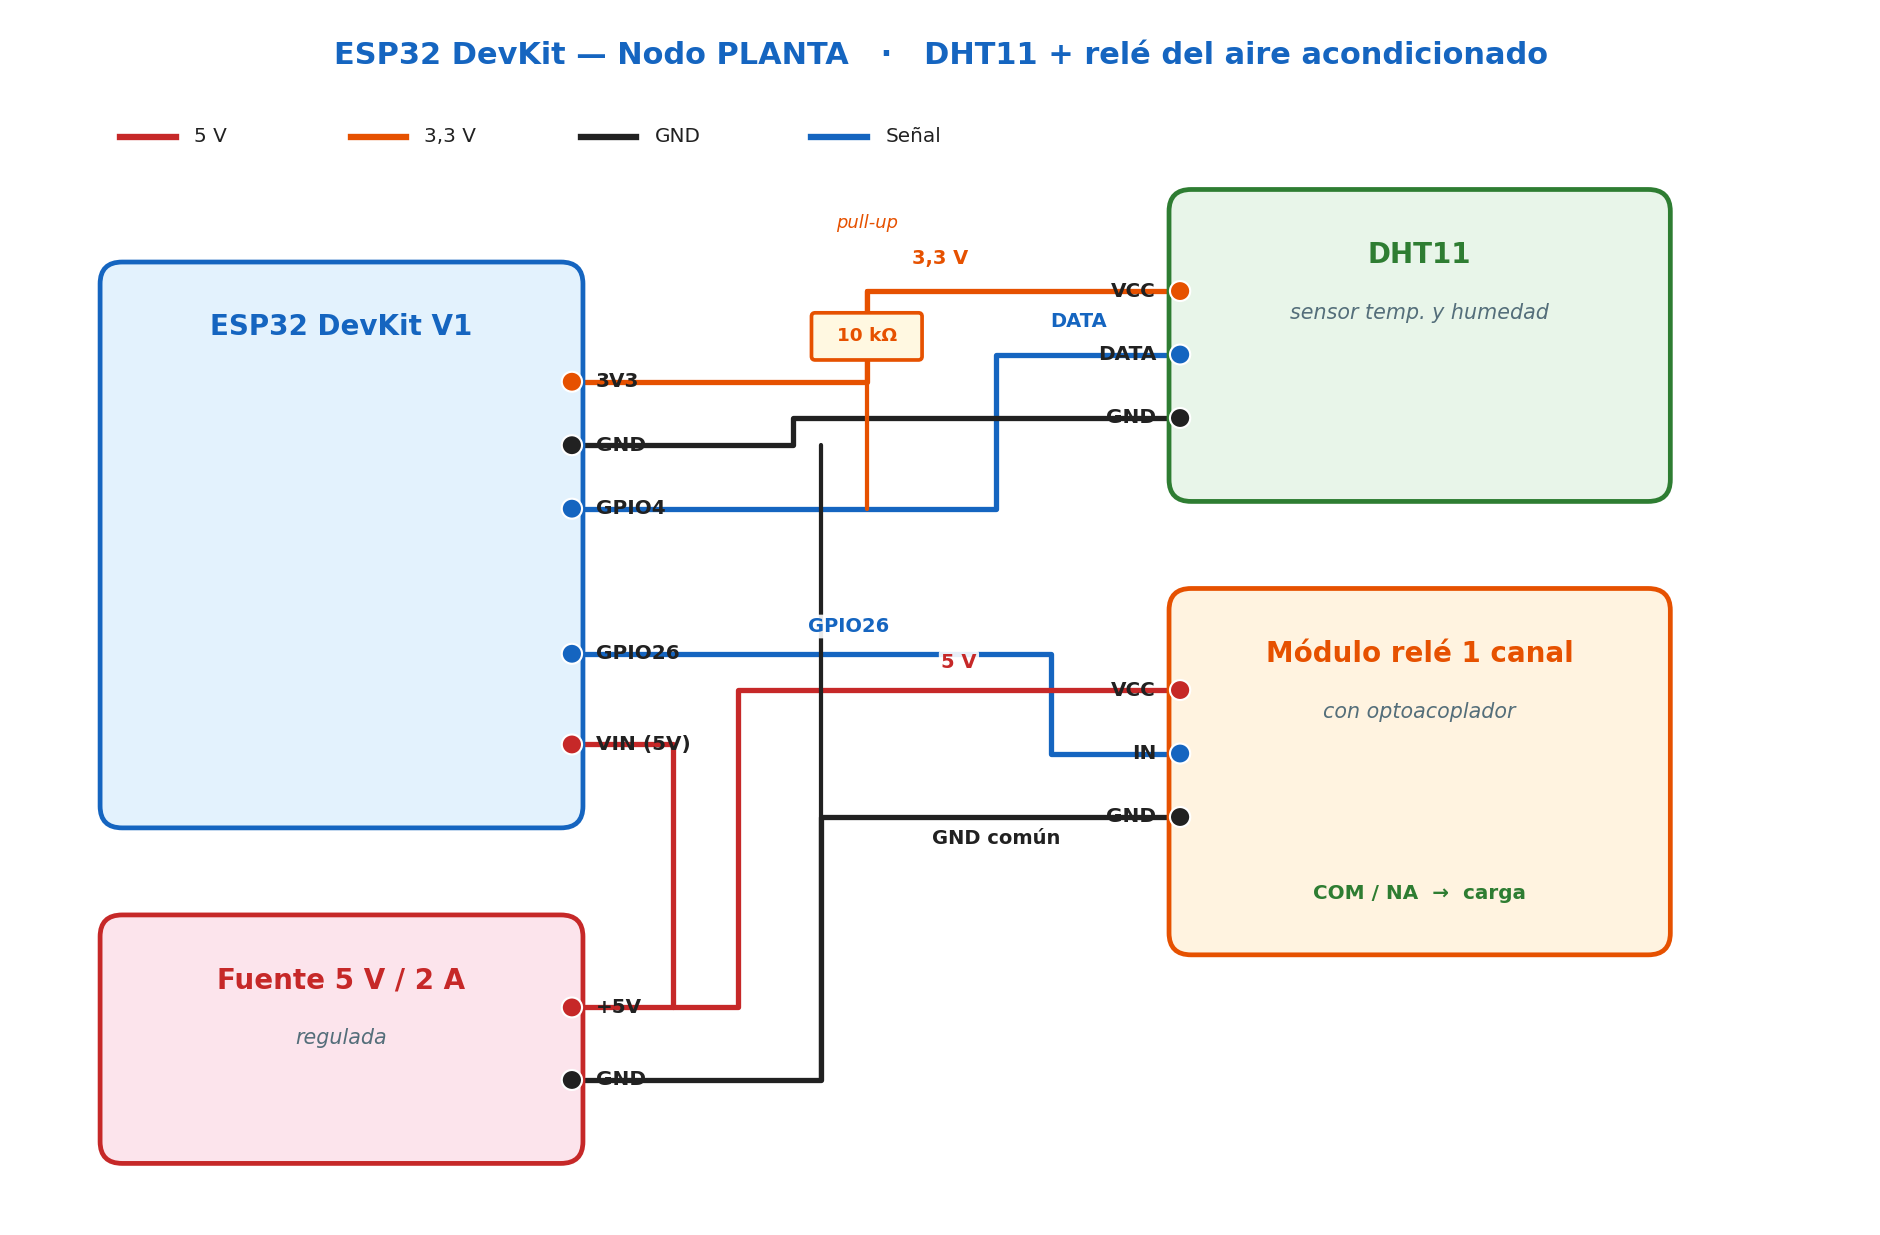 ESP32 DevKit — Nodo PLANTA · DHT11 + relé del aire acondicionado
5 V
3,3 V
GND
Señal
pull-up
3,3 V
10 kΩ
DATA
ESP32 DevKit V1
3V3
GND
GPIO4
GPIO26
VIN (5V)
DHT11
sensor temp. y humedad
VCC
DATA
GND
GPIO26
5 V
GND común
Módulo relé 1 canal
con optoacoplador
VCC
IN
GND
COM / NA → carga
Fuente 5 V / 2 A
regulada
+5V
GND